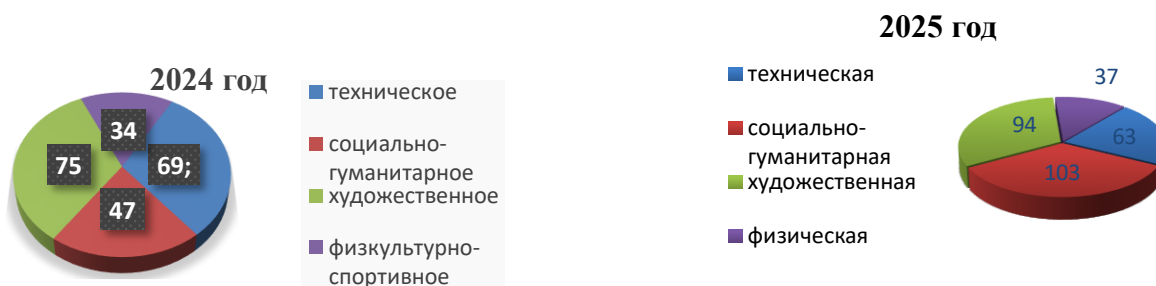 2024 год
34
75
69;
47
техническое
социально-
гуманитарное
художественное
физкультурно-
спортивное
2025 год
техническая
социально-
гуманитарная
художественная
физическая
37
94
63
103